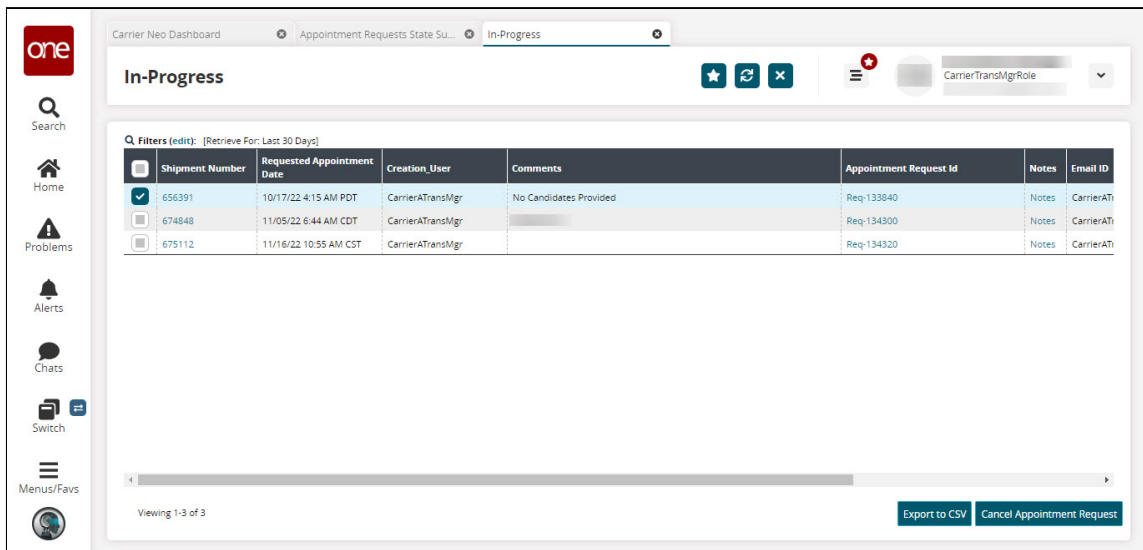 one
Carrier Neo Dashboard
Appointment Requests State Su...
In-Progress
In-Progress
CarrierTransMgrRole
Search
Home
Problems
Alerts
Chats
Switch
Menus/Favs
Filters (edit): [Retrieve For: Last 30 Days]
Shipment Number Requested Appointment Date Creation_User Comments Appointment Request Id Notes Email ID
656391 10/17/22 4:15 AM PDT CarrierATransMgr No Candidates Provided Req-133840 Notes CarrierATr
674848 11/05/22 6:44 AM CDT CarrierATransMgr Req-134300 Notes CarrierATr
675112 11/16/22 10:55 AM CST CarrierATransMgr Req-134320 Notes CarrierATr
Viewing 1-3 of 3
Export to CSV
Cancel Appointment Request